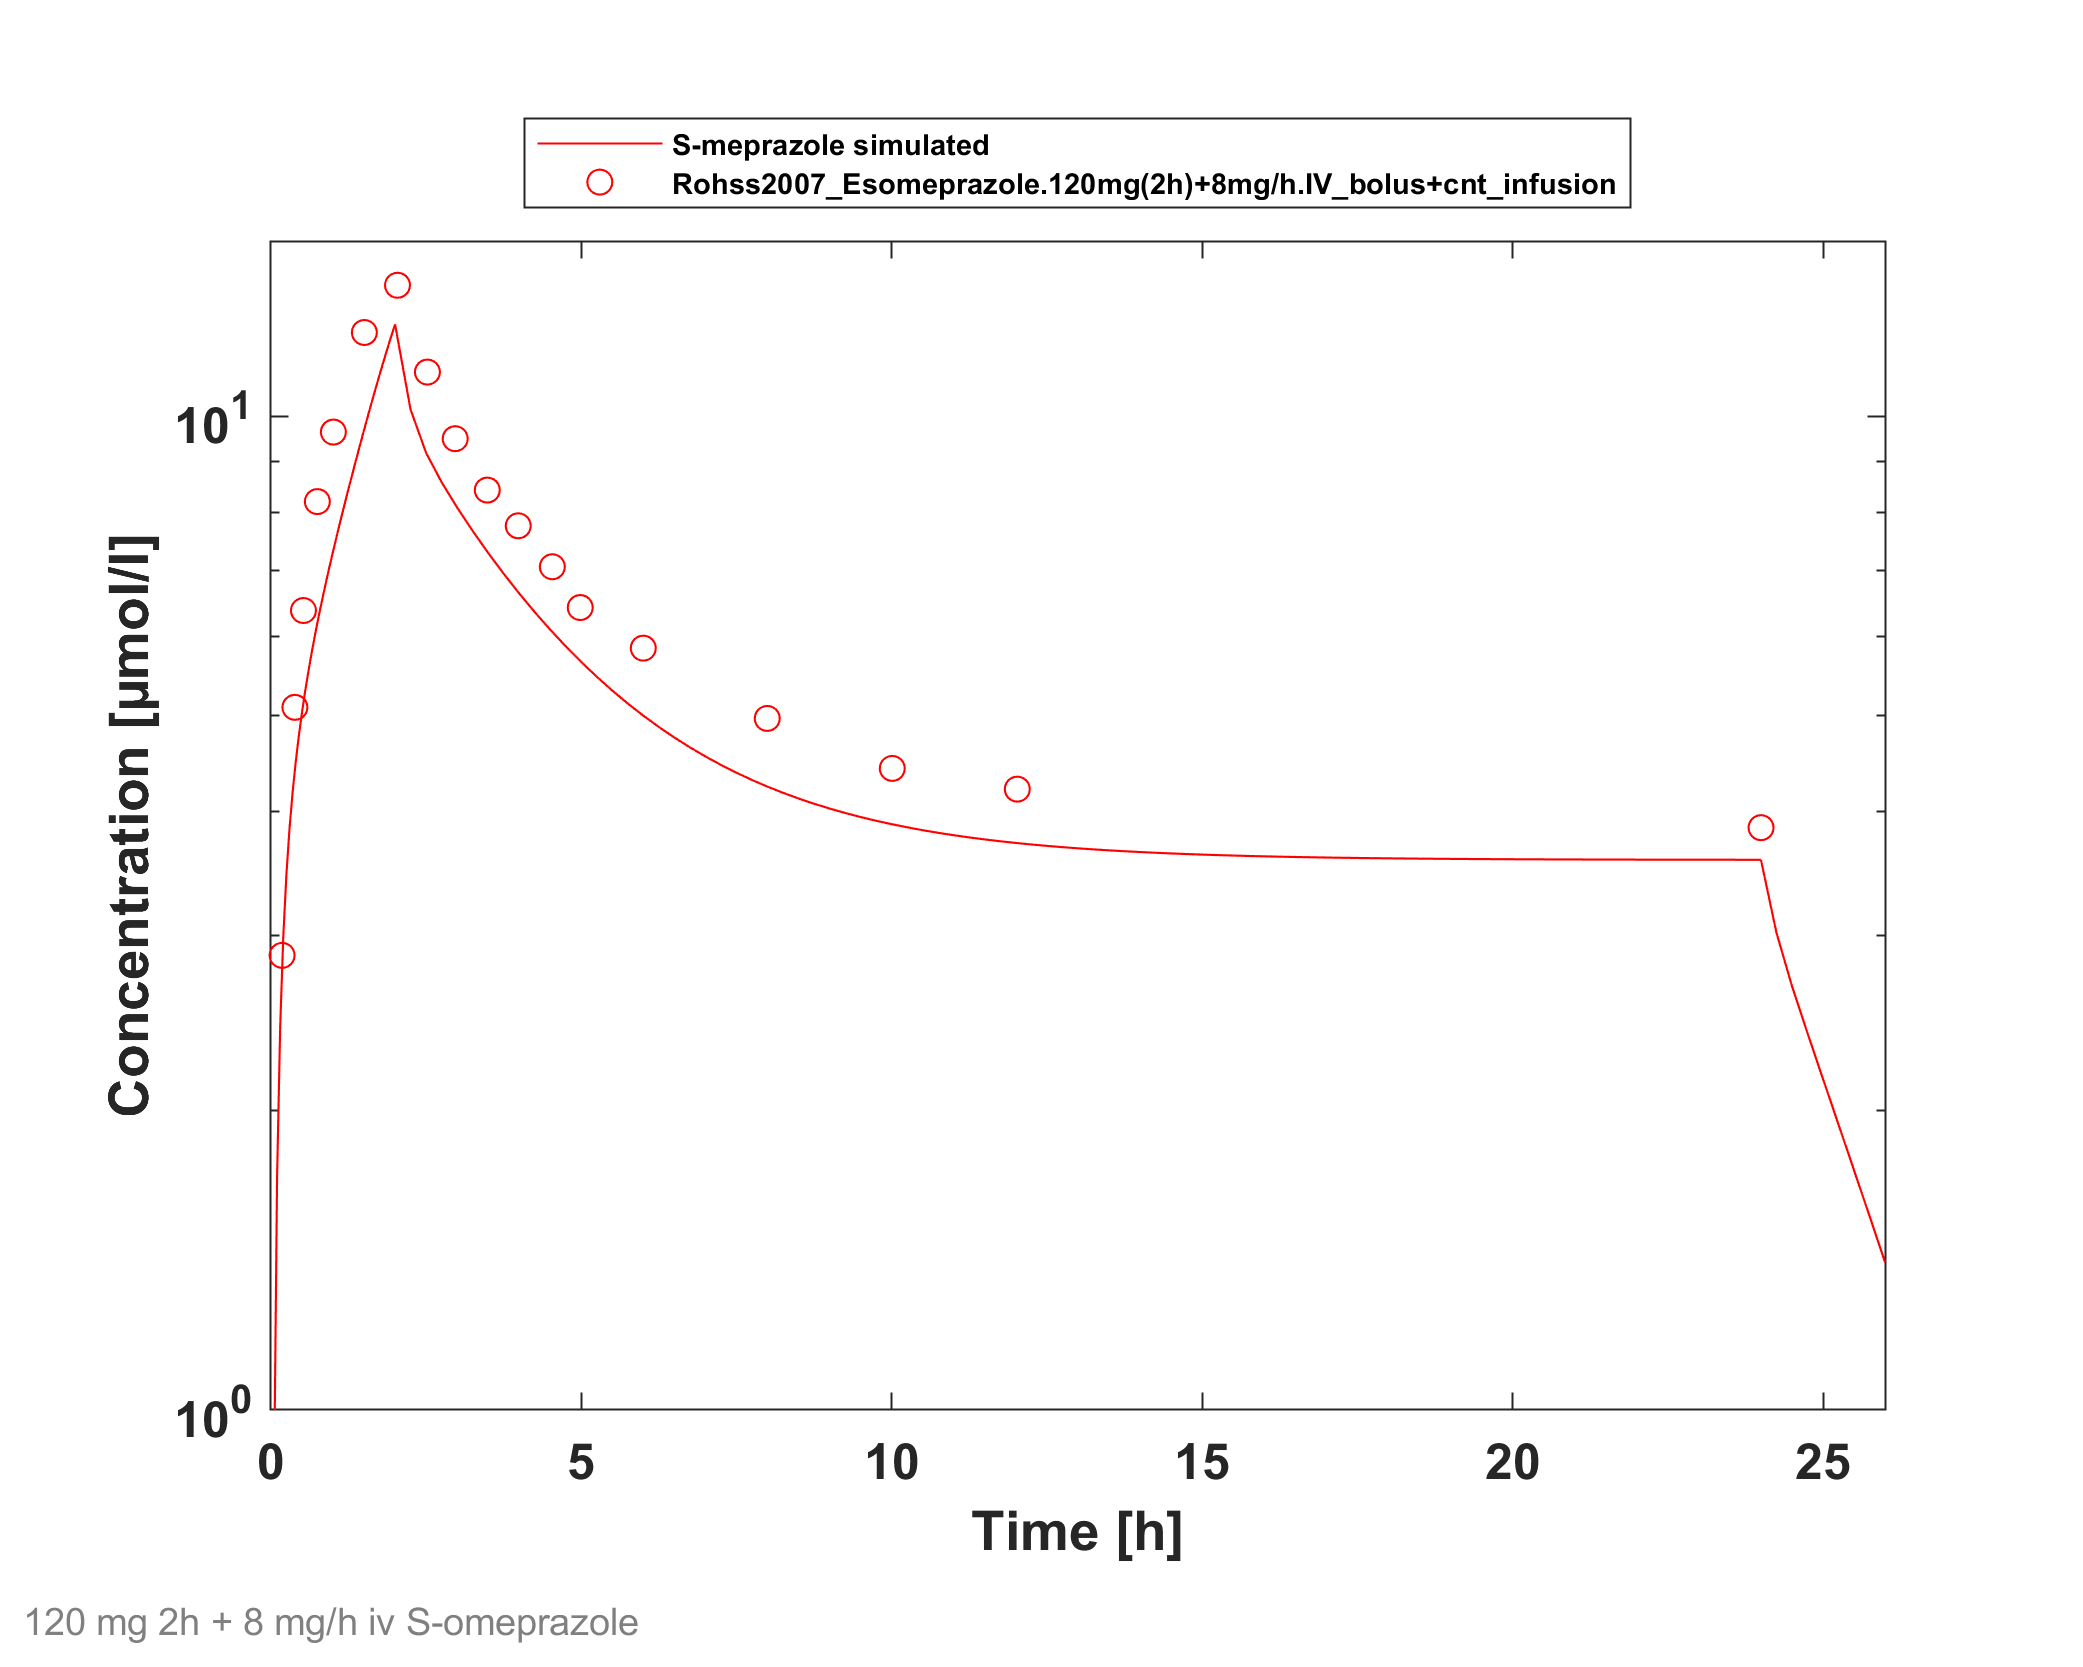 S-meprazole simulated
Rohss2007_Esomeprazole.120mg(2h)+8mg/h.IV_bolus+cnt_infusion
10^1
10^0
Concentration [µmol/l]
0 5 10 15 20 25
Time [h]
120 mg 2h + 8 mg/h iv S-omeprazole